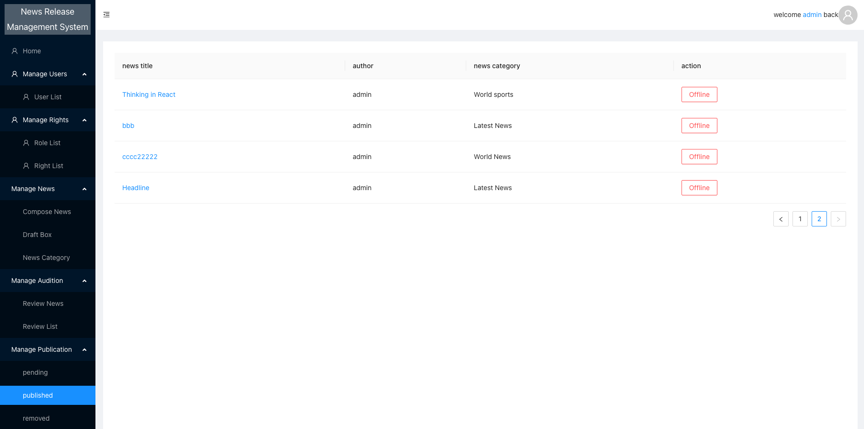 News Release
Management System
welcome admin back
Home
Manage Users
User List
Manage Rights
Role List
Right List
Manage News
Compose News
Draft Box
News Category
Manage Audition
Review News
Review List
Manage Publication
pending
published
removed
news title author news category action
Thinking in React admin World sports Offline
bbb admin Latest News Offline
cccc22222 admin World News Offline
Headline admin Latest News Offline
1 2